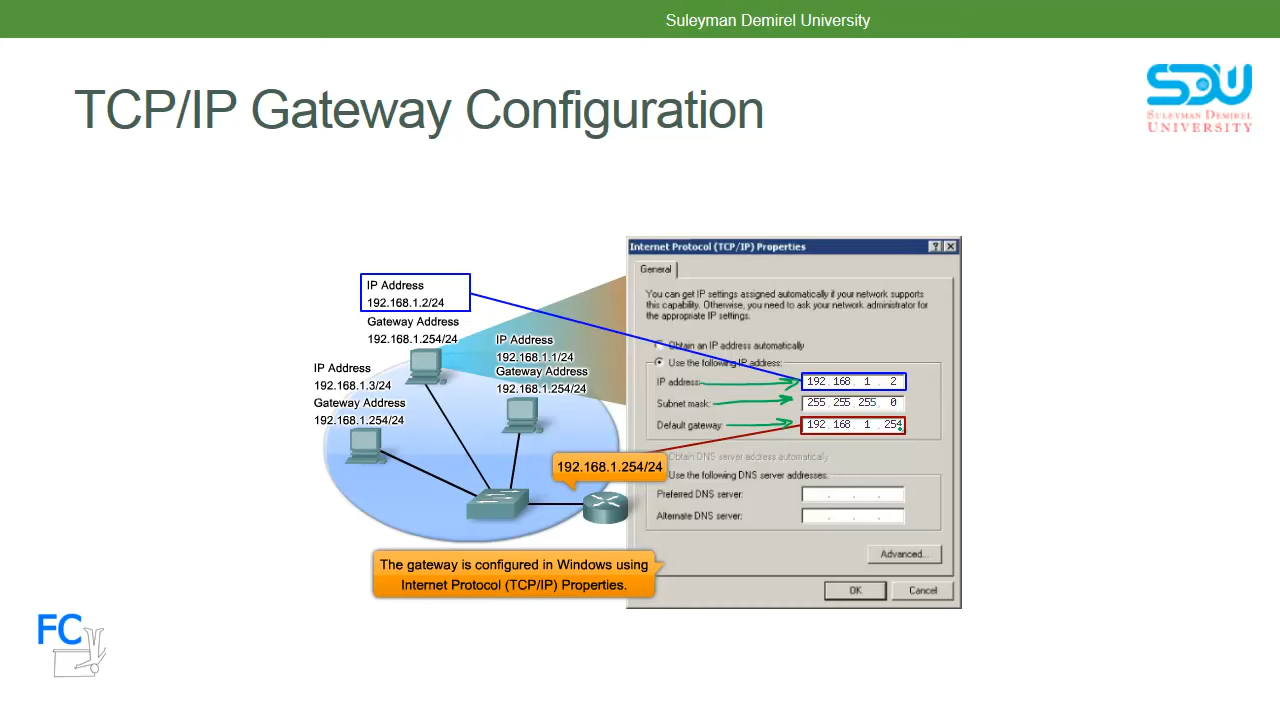 Suleyman Demirel University
TCP/IP Gateway Configuration
SDU
SULEYMAN DEMIREL
UNIVERSITY
IP Address
192.168.1.2/24
Gateway Address
192.168.1.254/24
IP Address
192.168.1.1/24
Gateway Address
192.168.1.254/24
IP Address
192.168.1.3/24
Gateway Address
192.168.1.254/24
192.168.1.254/24
The gateway is configured in Windows using
Internet Protocol (TCP/IP) Properties.
Internet Protocol (TCP/IP) Properties
General
You can get IP settings assigned automatically if your network supports
this capability. Otherwise, you need to ask your network administrator for
the appropriate IP settings.
Obtain an IP address automatically
Use the following IP address:
IP address: 192.168. 1 . 2
Subnet mask: 255.255.255. 0
Default gateway: 192.168. 1 .254
Obtain DNS server address automatically
Use the following DNS server addresses:
Preferred DNS server: . . .
Alternate DNS server: . . .
Advanced...
OK Cancel
FC